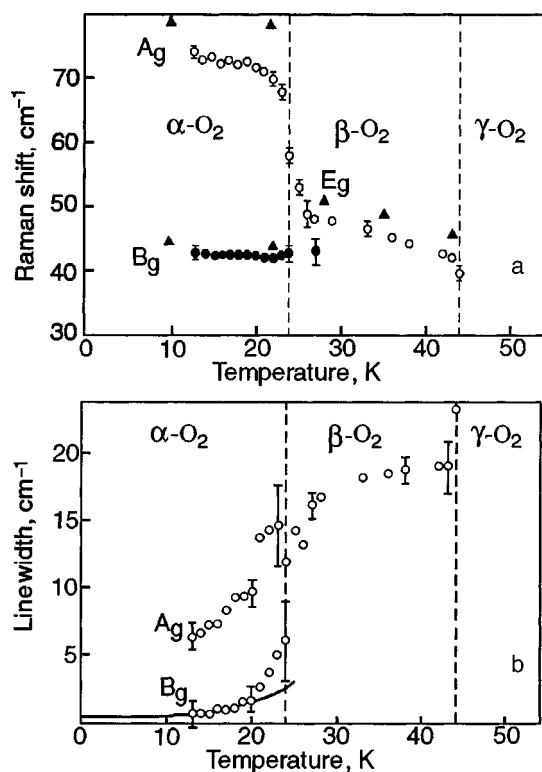 Raman shift, cm⁻¹
70
60
50
40
30
Ag
α-O₂
β-O₂
γ-O₂
Eg
Bg
a
0 10 20 30 40 50
Temperature, K
Linewidth, cm⁻¹
20
15
10
5
α-O₂
β-O₂
γ-O₂
Ag
Bg
b
0 10 20 30 40 50
Temperature, K